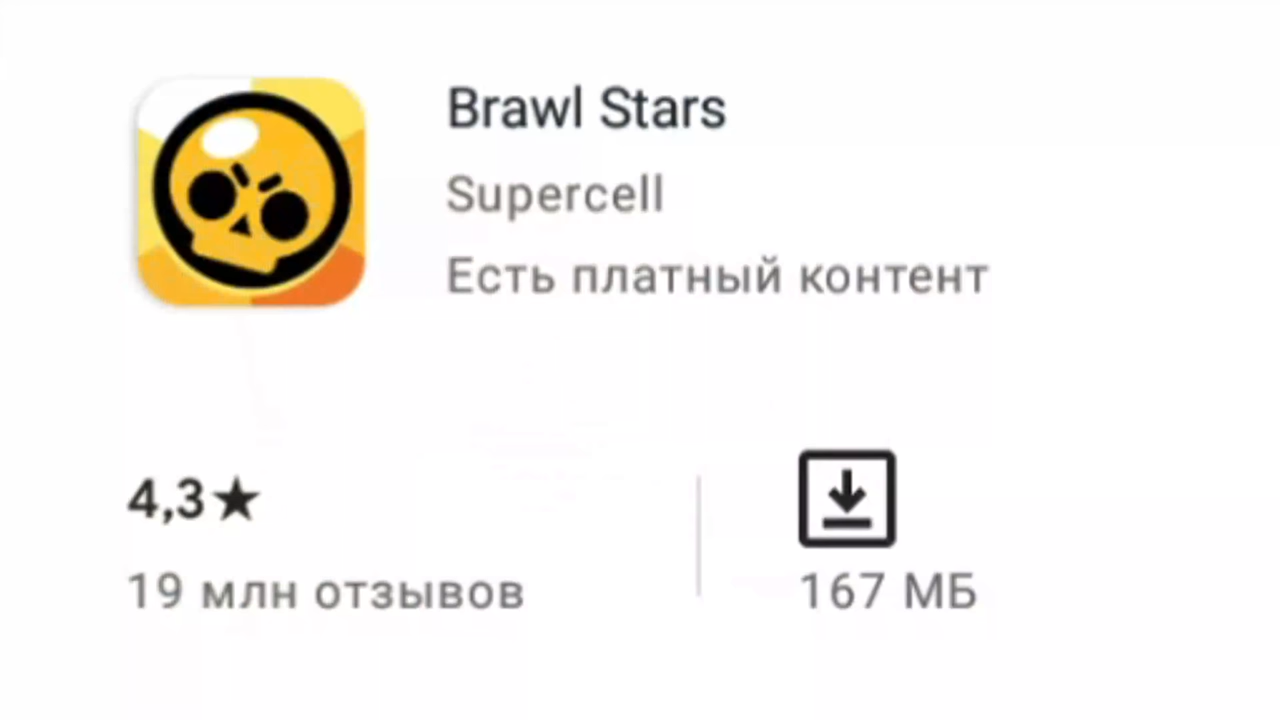 Brawl Stars
Supercell
Есть платный контент
4,3★
19 млн отзывов
167 МБ